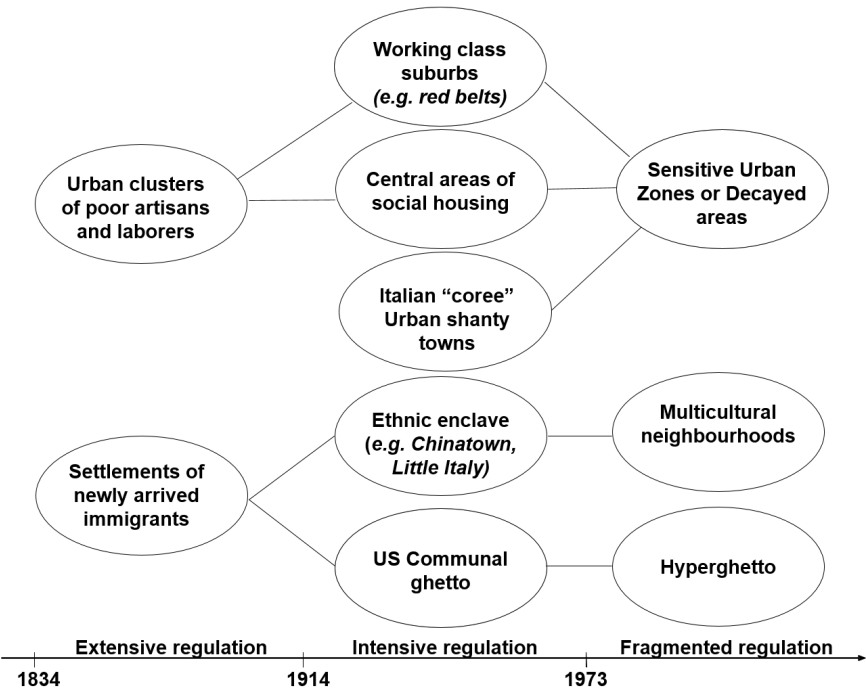 Working class
suburbs
(e.g. red belts)
Urban clusters
of poor artisans
and laborers
Central areas of
social housing
Sensitive Urban
Zones or Decayed
areas
Italian “coree”
Urban shanty
towns
Settlements of
newly arrived
immigrants
Ethnic enclave
(e.g. Chinatown,
Little Italy)
Multicultural
neighbourhoods
US Communal
ghetto
Hyperghetto
Extensive regulation
Intensive regulation
Fragmented regulation
1834
1914
1973